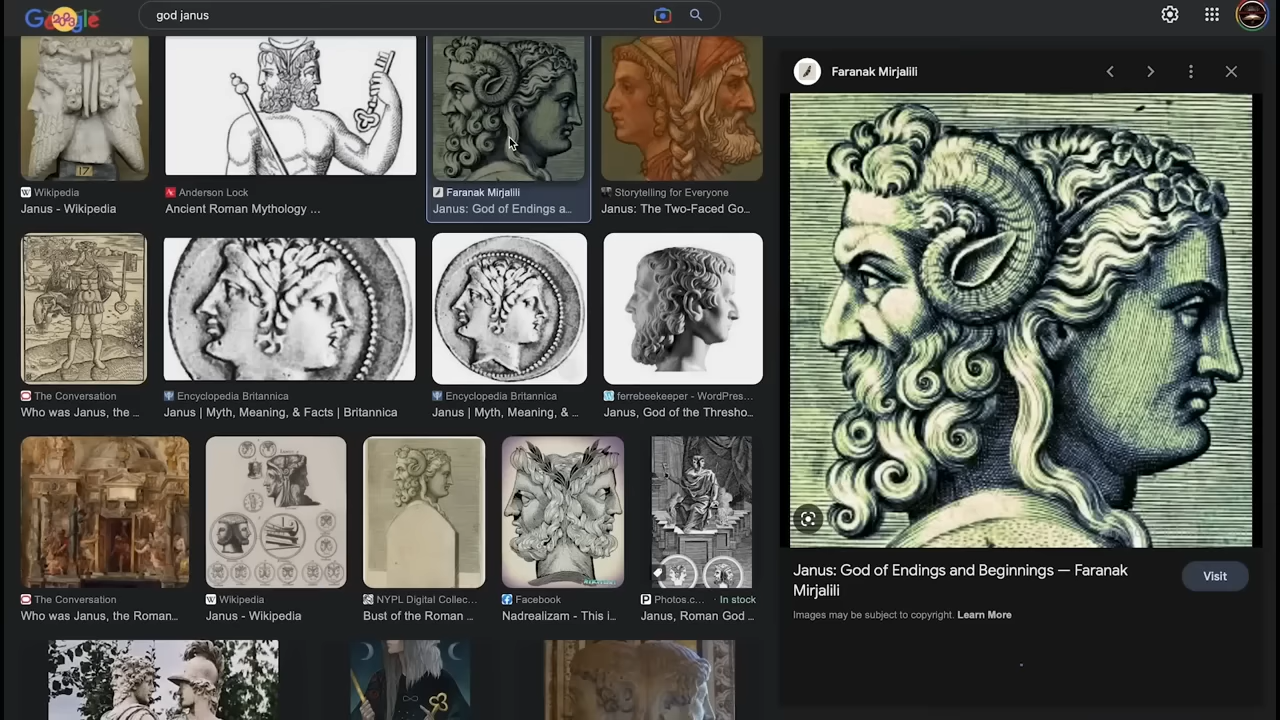 Google
god janus
Wikipedia
Janus - Wikipedia
Anderson Lock
Ancient Roman Mythology ...
Faranak Mirjalili
Janus: God of Endings a...
Storytelling for Everyone
Janus: The Two-Faced Go...
The Conversation
Who was Janus, the ...
Encyclopedia Britannica
Janus | Myth, Meaning, & Facts | Britannica
Encyclopedia Britannica
Janus | Myth, Meaning, & ...
ferrebeekeeper - WordPres...
Janus, God of the Thresho...
The Conversation
Who was Janus, the Roman...
Wikipedia
Janus - Wikipedia
NYPL Digital Collec...
Bust of the Roman ...
Facebook
Nadrealizam - This i...
Photos.c... · In stock
Janus, Roman God ...
Faranak Mirjalili
Janus: God of Endings and Beginnings — Faranak
Mirjalili
Visit
Images may be subject to copyright. Learn More